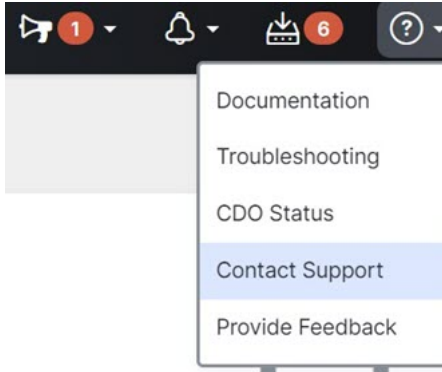 1
6
?
Documentation
Troubleshooting
CDO Status
Contact Support
Provide Feedback